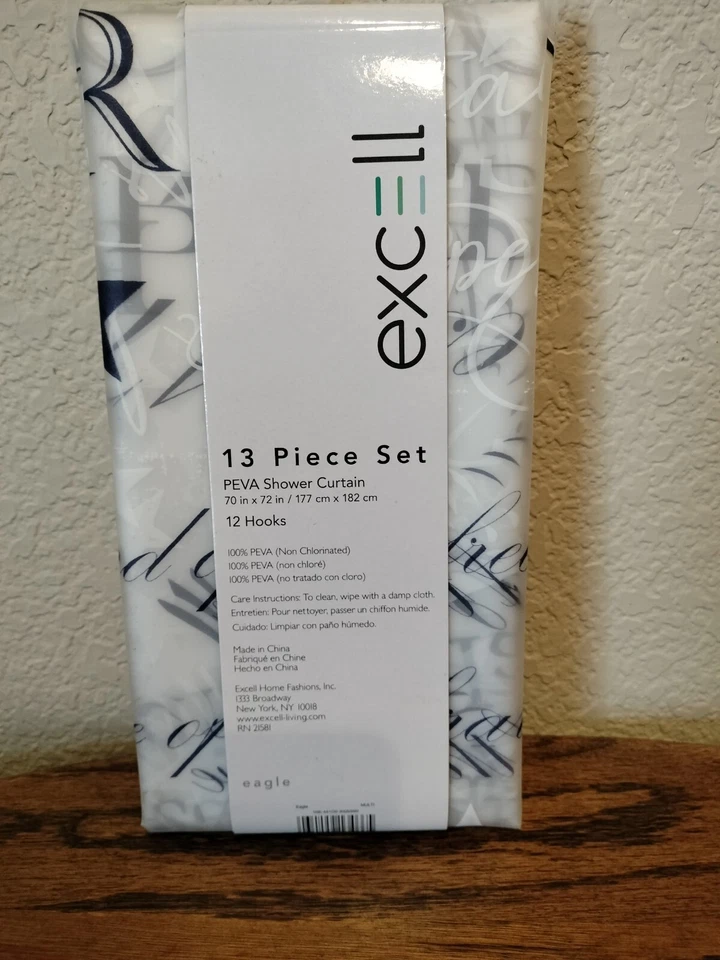 excell
13 Piece Set
PEVA Shower Curtain
70 in x 72 in / 177 cm x 182 cm
12 Hooks
100% PEVA (Non Chlorinated)
100% PEVA (non chloré)
100% PEVA (no tratado con cloro)
Care Instructions: To clean, wipe with a damp cloth.
Entretien: Pour nettoyer, passer un chiffon humide.
Cuidado: Limpiar con paño húmedo.
Made in China
Fabriqué en Chine
Hecho en China
Excell Home Fashions, Inc.
1333 Broadway
New York, NY 10018
www.excell-living.com
RN 21581
eagle
Eagle MULTI